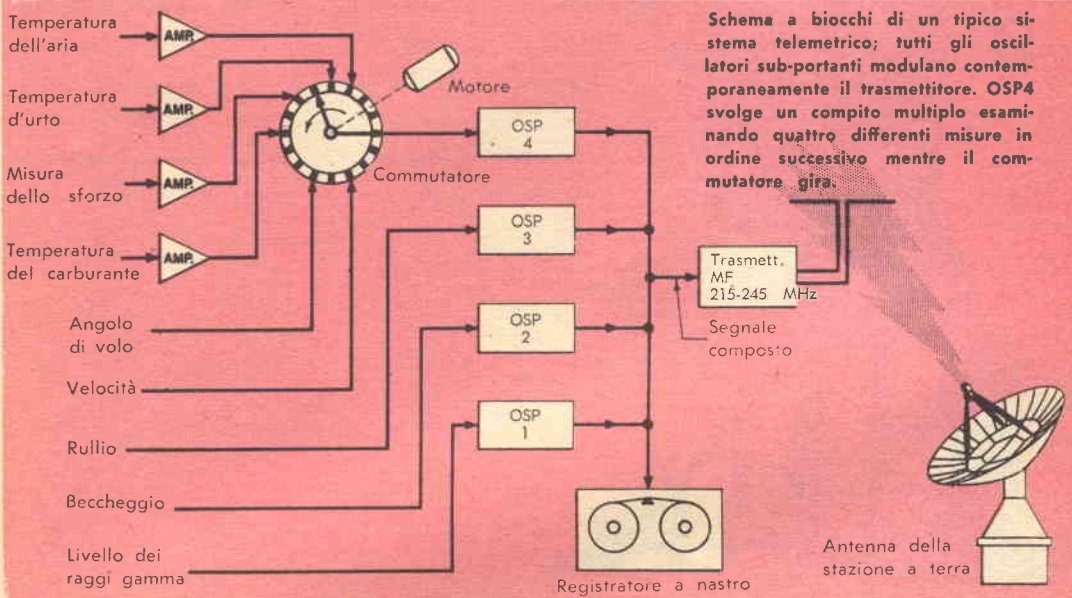 Temperatura
dell'aria
AMP.
Temperatura
d'urto
AMP.
Misura
dello sforzo
AMP.
Temperatura
del carburante
AMP.
Angolo
di volo
Velocità
Rullio
Beccheggio
Livello dei
raggi gamma
Motore
Commutatore
OSP
4
OSP
3
OSP
2
OSP
1
Trasmett.
MF
215-245 MHz
Segnale
composto
Registratore a nastro
Schema a biocchi di un tipico si-
stema telemetrico; tutti gli oscil-
latori sub-portanti modulano contem-
poraneamente il trasmettitore. OSP4
svolge un compito multiplo esami-
nando quattro differenti misure in
ordine successivo mentre il com-
mutatore gira.
Antenna della
stazione a terra